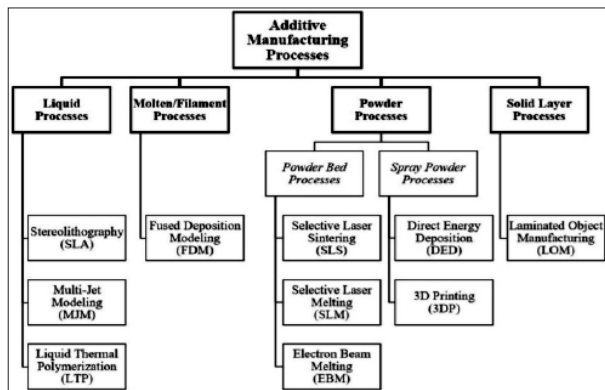 Additive
Manufacturing
Processes
Liquid
Processes
Molten/Filament
Processes
Powder
Processes
Solid Layer
Processes
Powder Bed
Processes
Spray Powder
Processes
Stereolithography
(SLA)
Fused Deposition
Modeling
(FDM)
Selective Laser
Sintering
(SLS)
Direct Energy
Deposition
(DED)
Laminated Object
Manufacturing
(LOM)
Multi-Jet
Modeling
(MJM)
Selective Laser
Melting
(SLM)
3D Printing
(3DP)
Liquid Thermal
Polymerization
(LTP)
Electron Beam
Melting
(EBM)